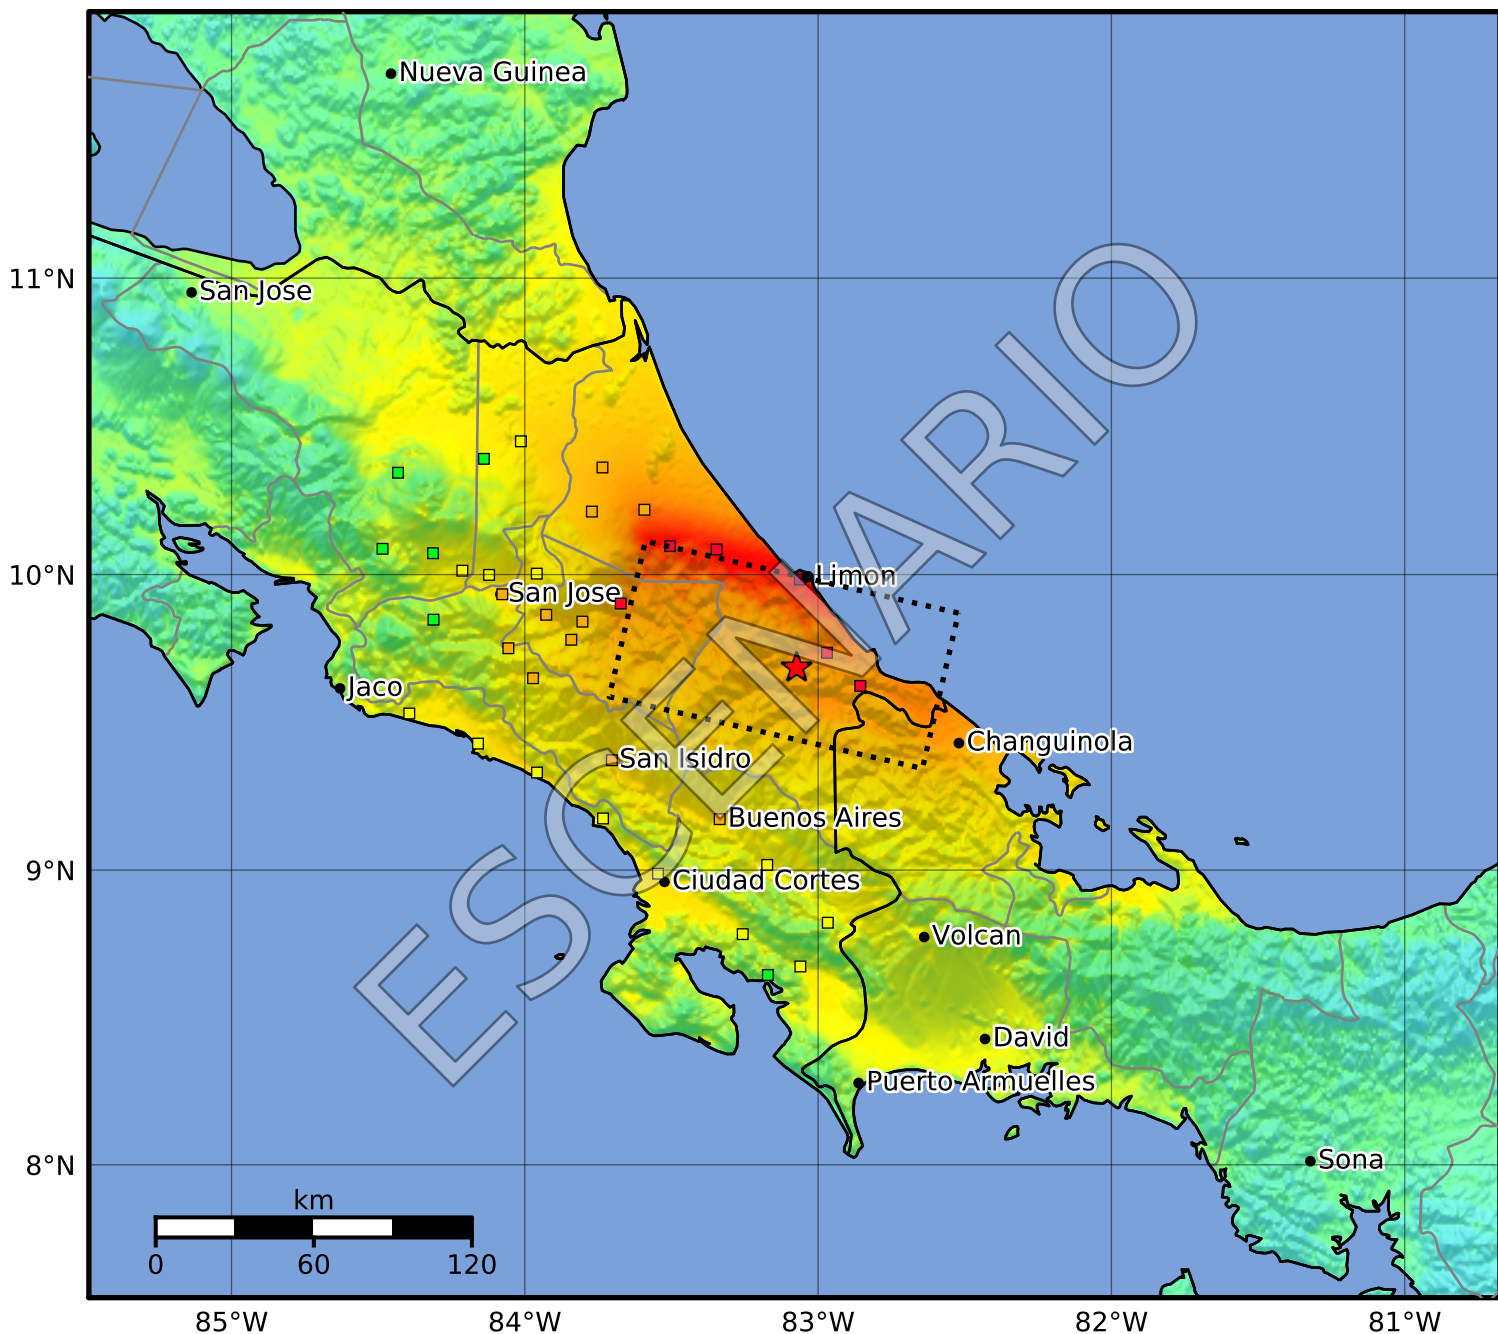 Nueva Guinea
11°N
San Jose
10°N
Limon
San Jose
Jaco
Changuinola
San Isidro
Buenos Aires
9°N
Ciudad Cortes
Volcan
David
Puerto Armuelles
8°N
Sona
ESCENARIO
km
0 60 120
85°W 84°W 83°W 82°W 81°W